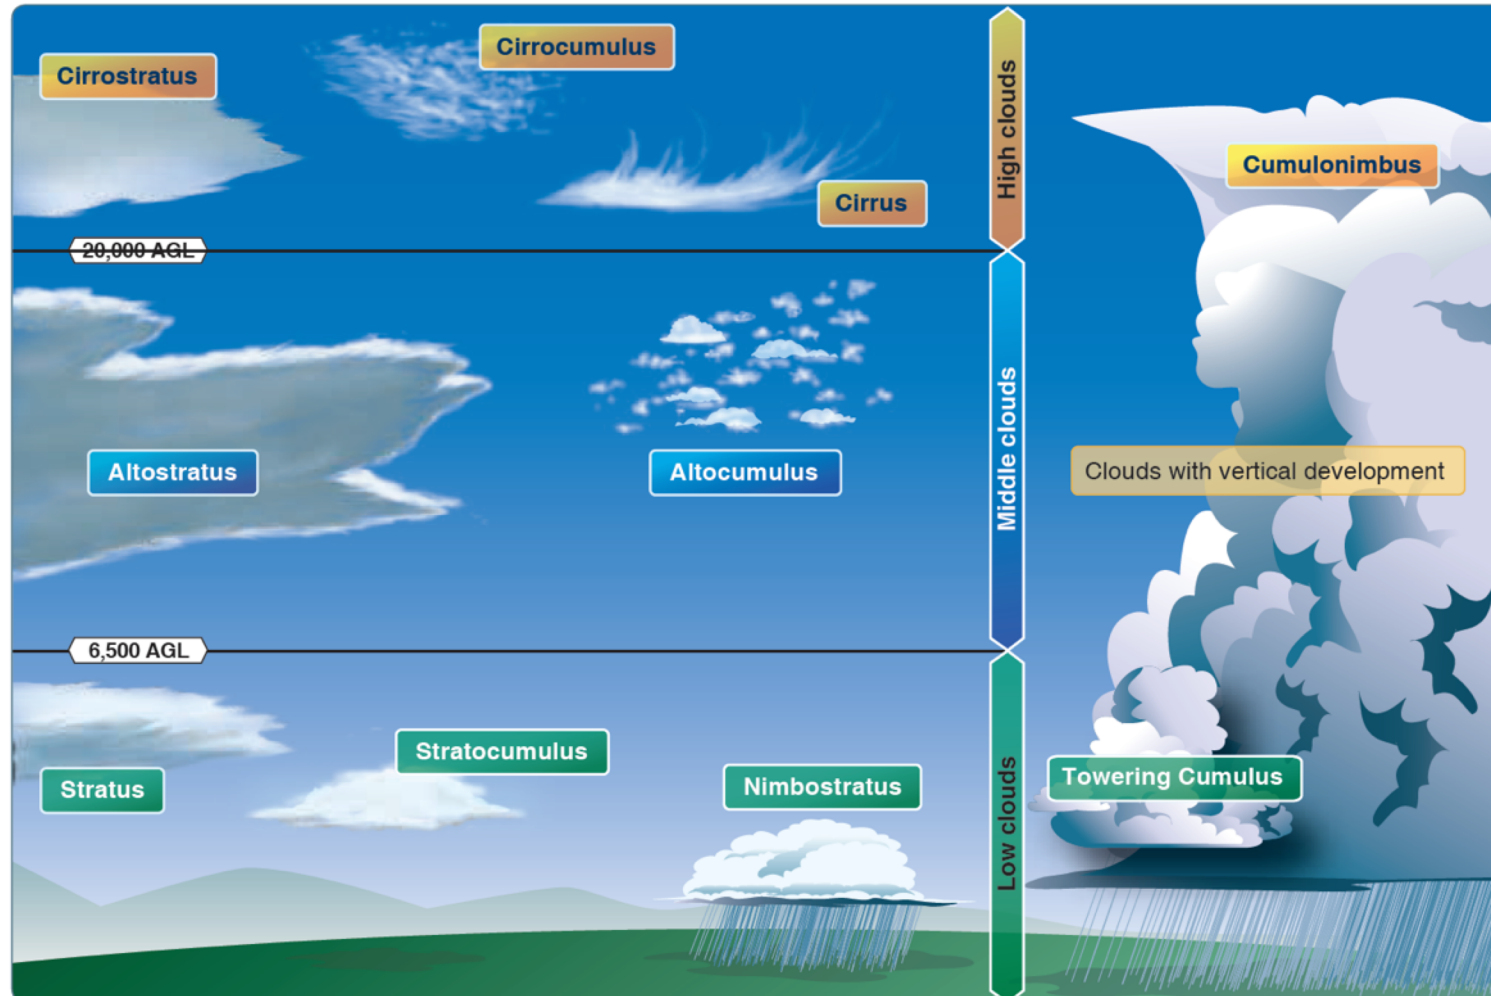 Cirrocumulus
Cirrostratus
Cirrus
High clouds
Cumulonimbus
20,000 AGL
Altostratus
Altocumulus
Middle clouds
Clouds with vertical development
6,500 AGL
Stratus
Stratocumulus
Nimbostratus
Low clouds
Towering Cumulus